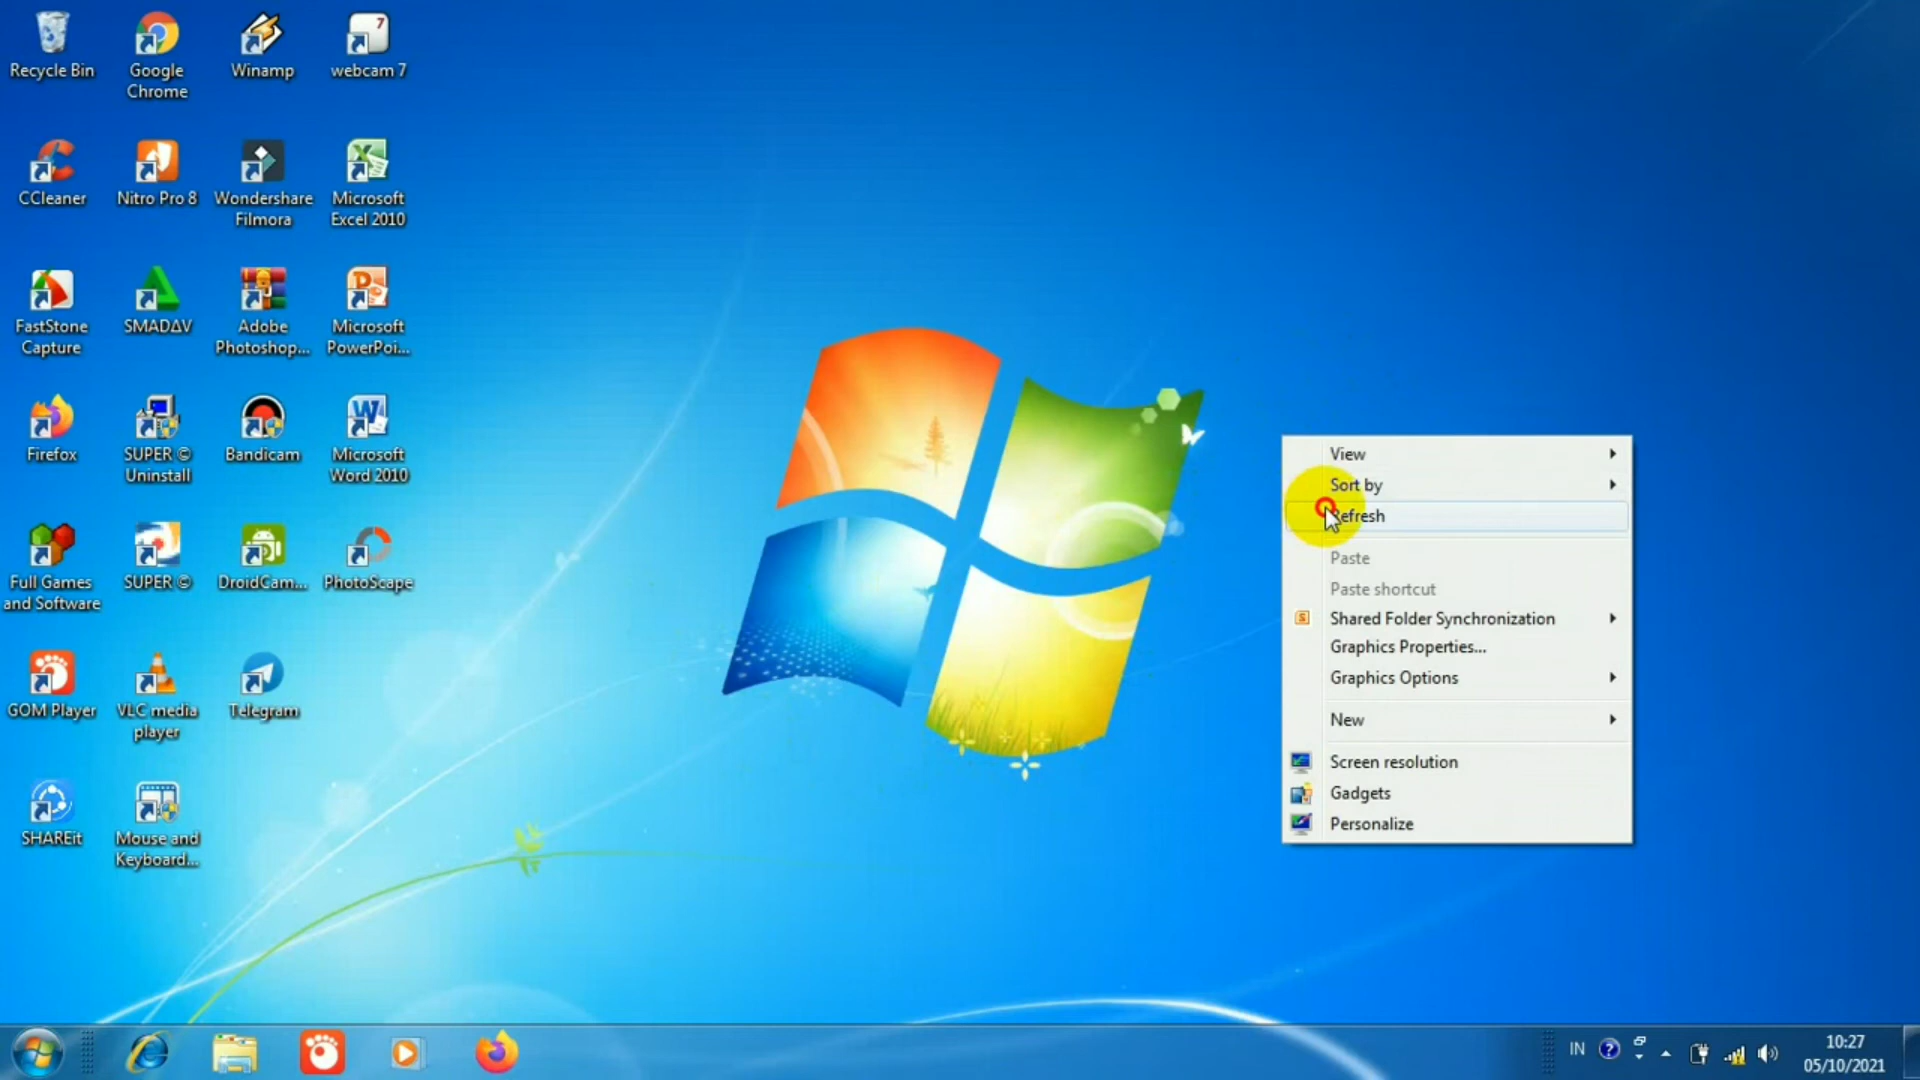 Recycle Bin
Google
Chrome
Winamp
7
webcam 7
CCleaner
Nitro Pro 8
Wondershare
Filmora
Microsoft
Excel 2010
FastStone
Capture
SMADΔV
Adobe
Photoshop...
Microsoft
PowerPoi...
Firefox
SUPER ©
Uninstall
Bandicam
Microsoft
Word 2010
Full Games
and Software
SUPER ©
DroidCam...
PhotoScape
GOM Player
VLC media
player
Telegram
SHAREit
Mouse and
Keyboard...
View
Sort by
Refresh
Paste
Paste shortcut
Shared Folder Synchronization
Graphics Properties...
Graphics Options
New
Screen resolution
Gadgets
Personalize
IN
10:27
05/10/2021